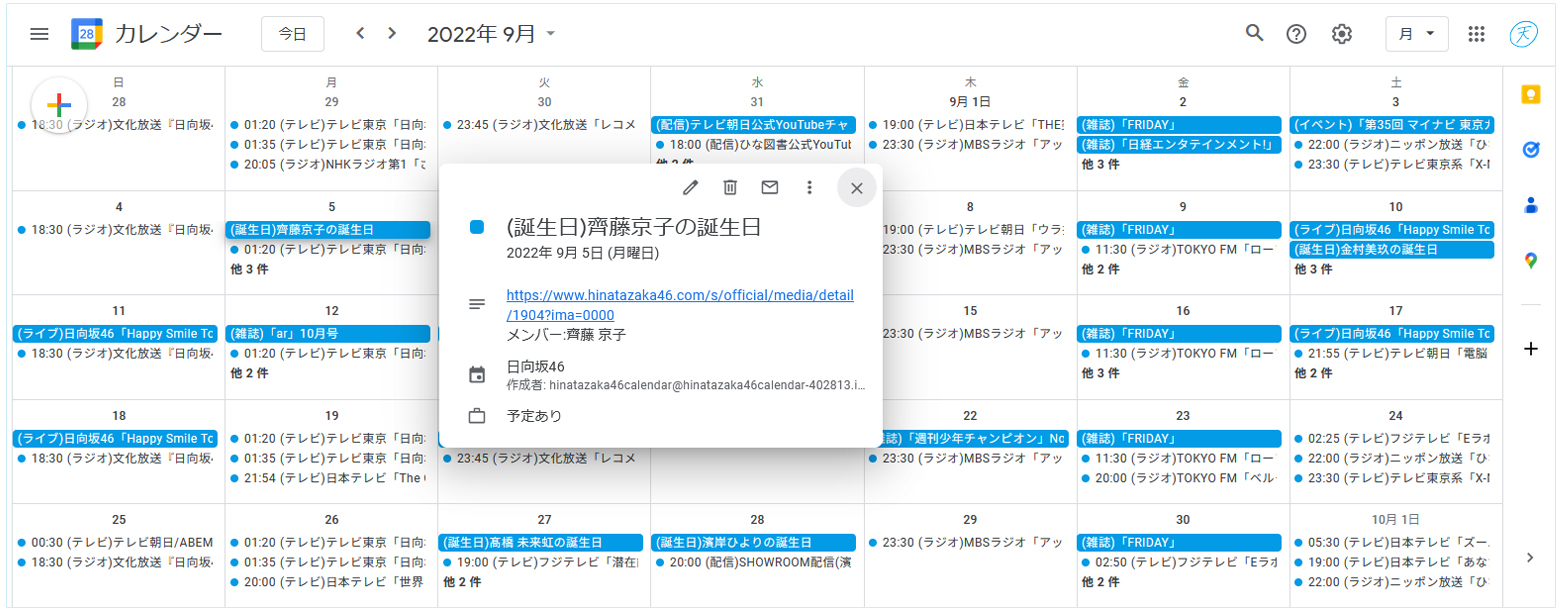 28
カレンダー
今日
2022年 9月
月
天
日
月
火
水
木
金
土
28
29
30
31
9月 1日
2
3
18:30 (ラジオ)文化放送『日向坂
01:20 (テレビ)テレビ東京「日向
01:35 (テレビ)テレビ東京「日向
20:05 (ラジオ)NHKラジオ第1「
23:45 (ラジオ)文化放送「レコメ
(配信)テレビ朝日公式YouTubeチャ
18:00 (配信)ひな図書公式YouTub
19:00 (テレビ)日本テレビ「THE
23:30 (ラジオ)MBSラジオ「アッ
(雑誌)「FRIDAY」
(雑誌)「日経エンタテインメント!」
他 3 件
(イベント)「第35回 マイナビ 東京
22:00 (ラジオ)ニッポン放送「ひ
23:30 (テレビ)テレビ東京系「X-
4
5
8
9
10
18:30 (ラジオ)文化放送『日向坂
(誕生日)齊藤京子の誕生日
01:20 (テレビ)テレビ東京「日向
他 3 件
19:00 (テレビ)テレビ朝日「ウラ
23:30 (ラジオ)MBSラジオ「アッ
(雑誌)「FRIDAY」
11:30 (ラジオ)TOKYO FM「ロー
他 2 件
(ライブ)日向坂46「Happy Smile To
(誕生日)金村美玖の誕生日
他 3 件
(誕生日)齊藤京子の誕生日
2022年 9月 5日 (月曜日)
https://www.hinatazaka46.com/s/official/media/detail
/1904?ima=0000
メンバー:齊藤 京子
日向坂46
作成者: hinatazaka46calendar@hinatazaka46calendar-402813.i…
予定あり
11
12
15
16
17
(ライブ)日向坂46「Happy Smile To
18:30 (ラジオ)文化放送『日向坂
(雑誌)「ar」10月号
01:20 (テレビ)テレビ東京「日向
他 2 件
23:30 (ラジオ)MBSラジオ「アッ
(雑誌)「FRIDAY」
11:30 (ラジオ)TOKYO FM「ロー
他 3 件
(ライブ)日向坂46「Happy Smile To
21:55 (テレビ)テレビ朝日「電脳
他 2 件
18
19
22
23
24
(ライブ)日向坂46「Happy Smile To
18:30 (ラジオ)文化放送『日向坂
01:20 (テレビ)テレビ東京「日向
01:35 (テレビ)テレビ東京「日向
21:54 (テレビ)日本テレビ「The
23:45 (ラジオ)文化放送「レコメ
誌)「週刊少年チャンピオン」No
23:30 (ラジオ)MBSラジオ「アッ
(雑誌)「FRIDAY」
11:30 (ラジオ)TOKYO FM「ロー
20:00 (ラジオ)TOKYO FM「ベル
02:25 (テレビ)フジテレビ「Eラボ
22:00 (ラジオ)ニッポン放送「ひ
23:30 (テレビ)テレビ東京系「X-
25
26
27
28
29
30
10月 1日
00:30 (テレビ)テレビ朝日/ABEM
18:30 (ラジオ)文化放送『日向坂
01:20 (テレビ)テレビ東京「日向
01:35 (テレビ)テレビ東京「日向
20:00 (テレビ)日本テレビ「世界
(誕生日)髙橋 未来虹の誕生日
19:00 (テレビ)フジテレビ「潜在
他 2 件
(誕生日)濱岸ひよりの誕生日
20:00 (配信)SHOWROOM配信(濱
23:30 (ラジオ)MBSラジオ「アッ
(雑誌)「FRIDAY」
02:50 (テレビ)フジテレビ「Eラボ
他 2 件
05:30 (テレビ)日本テレビ「ズー
19:00 (テレビ)日本テレビ「あな
22:00 (ラジオ)ニッポン放送「ひ